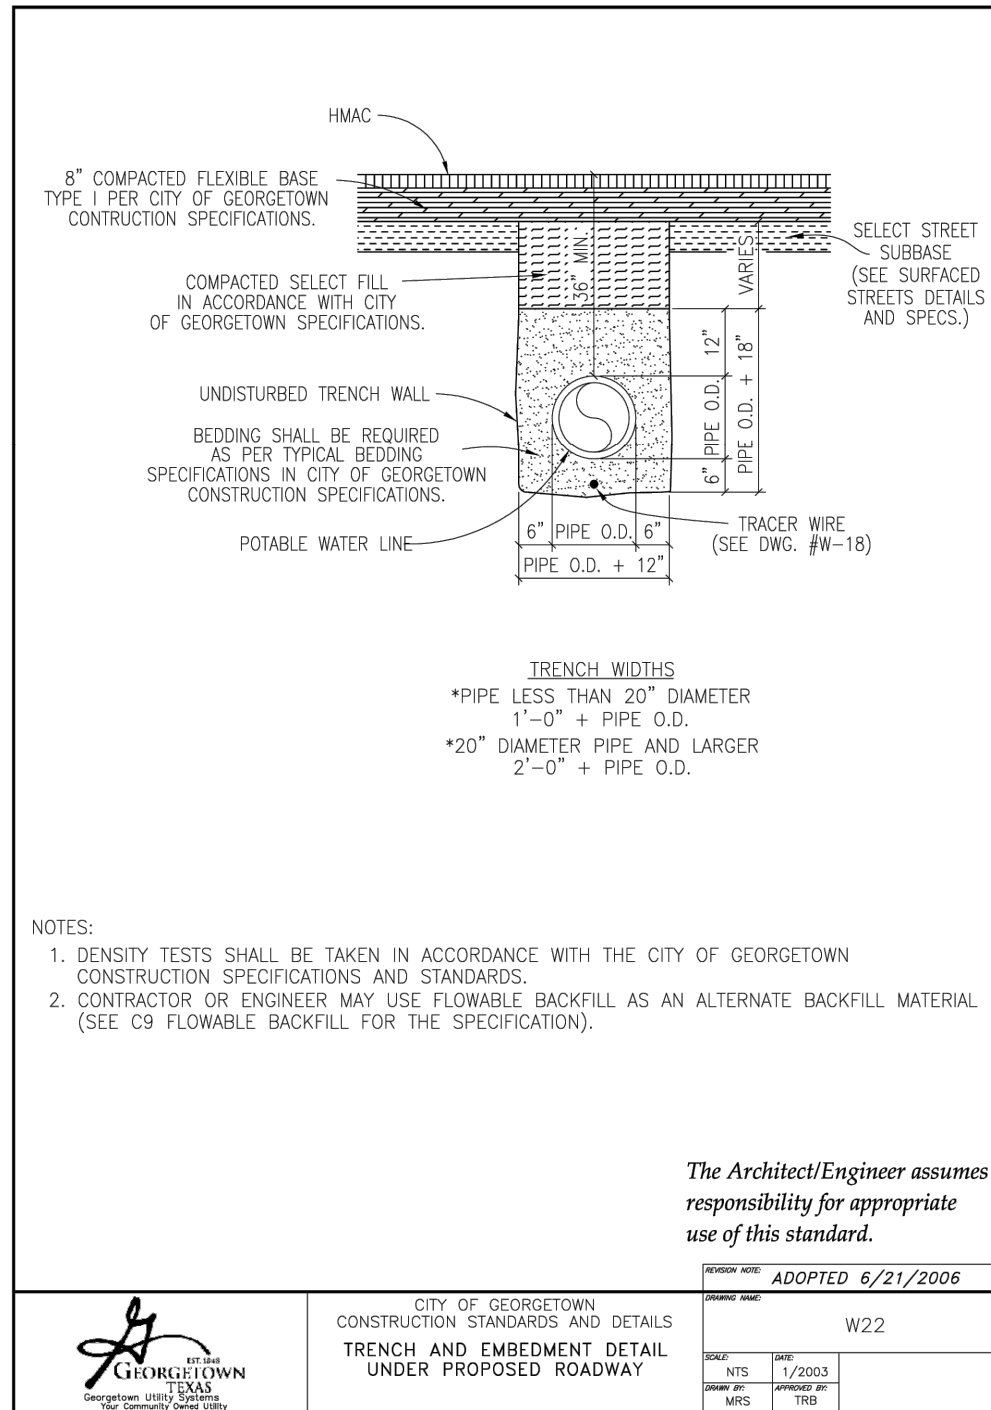 HMAC
8" COMPACTED FLEXIBLE BASE
TYPE I PER CITY OF GEORGETOWN
CONTRUCTION SPECIFICATIONS.
SELECT STREET
SUBBASE
(SEE SURFACED
STREETS DETAILS
AND SPECS.)
COMPACTED SELECT FILL
IN ACCORDANCE WITH CITY
OF GEORGETOWN SPECIFICATIONS.
36" MIN.
VARIES
12"
PIPE O.D.
6"
PIPE O.D. + 18"
UNDISTURBED TRENCH WALL
BEDDING SHALL BE REQUIRED
AS PER TYPICAL BEDDING
SPECIFICATIONS IN CITY OF GEORGETOWN
CONSTRUCTION SPECIFICATIONS.
POTABLE WATER LINE
6" PIPE O.D. 6"
PIPE O.D. + 12"
TRACER WIRE
(SEE DWG. #W-18)
TRENCH WIDTHS
*PIPE LESS THAN 20" DIAMETER
1'-0" + PIPE O.D.
*20" DIAMETER PIPE AND LARGER
2'-0" + PIPE O.D.
NOTES:
1. DENSITY TESTS SHALL BE TAKEN IN ACCORDANCE WITH THE CITY OF GEORGETOWN
CONSTRUCTION SPECIFICATIONS AND STANDARDS.
2. CONTRACTOR OR ENGINEER MAY USE FLOWABLE BACKFILL AS AN ALTERNATE BACKFILL MATERIAL
(SEE C9 FLOWABLE BACKFILL FOR THE SPECIFICATION).
The Architect/Engineer assumes
responsibility for appropriate
use of this standard.
EST. 1848
GEORGETOWN
TEXAS
Georgetown Utility Systems
Your Community Owned Utility
CITY OF GEORGETOWN
CONSTRUCTION STANDARDS AND DETAILS
TRENCH AND EMBEDMENT DETAIL
UNDER PROPOSED ROADWAY
REVISION NOTE:
ADOPTED 6/21/2006
DRAWING NAME:
W22
SCALE:
NTS
DATE:
1/2003
DRAWN BY:
MRS
APPROVED BY:
TRB